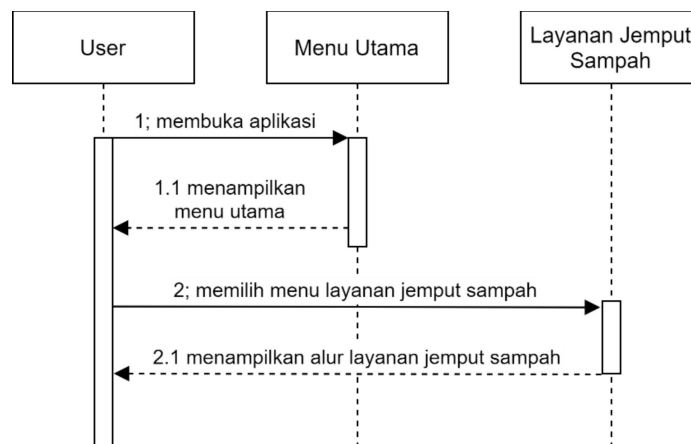 User
Menu Utama
Layanan Jemput
Sampah
1; membuka aplikasi
1.1 menampilkan
menu utama
2; memilih menu layanan jemput sampah
2.1 menampilkan alur layanan jemput sampah